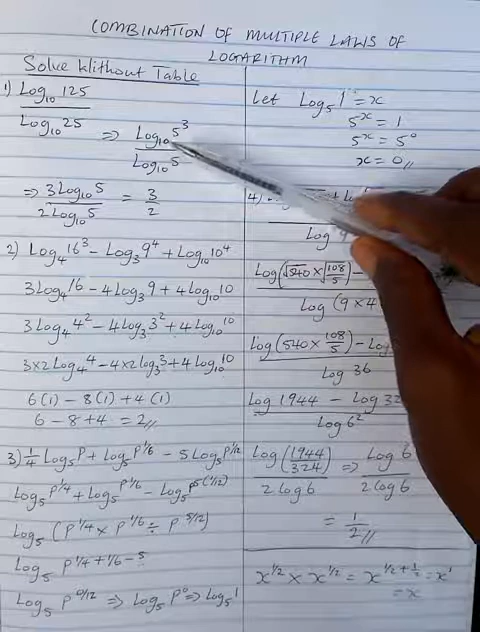 COMBINATION OF MULTIPLE LAWS OF
LOGARITHM
Solve Without Table
1) Log₁₀ 125
Log₁₀ 25
⇒ Log₁₀ 5³
Log₁₀ 5
⇒ 3Log₁₀ 5 = 3
2Log₁₀ 5 2
2) Log₄ 16³ - Log₃ 9⁴ + Log₁₀ 10⁴
3Log₄ 16 - 4Log₃ 9 + 4Log₁₀ 10
3Log₄ 4² - 4Log₃ 3² + 4Log₁₀ 10
3×2Log₄ 4 - 4×2Log₃ 3 + 4Log₁₀ 10
6(1) - 8(1) + 4(1)
6 - 8 + 4 = 2//
3) 1/4 Log₅ P + Log₅ P^1/6 - 5Log₅ P^1/12
Log₅ P^1/4 + Log₅ P^1/6 - Log₅ P^5(1/12)
Log₅ (P^1/4 × P^1/6 ÷ P^5/12)
Log₅ P^1/4+1/6-5
Log₅ P^0/12 ⇒ Log₅ P⁰ ⇒ Log₅ 1
Let Log₅ 1 = x
5ˣ = 1
5ˣ = 5⁰
x = 0//
4)
Log
Log(√540 × √108/5) -
Log (9 × 4
Log(540 × 108/5) - Log
Log 36
Log 1944 - Log 32
Log 6²
Log (1944/324) ⇒ Log 6
2 Log 6 2 Log 6
= 1/2//
x^1/2 × x^1/2 = x^1/2+1/2 = x¹
= x